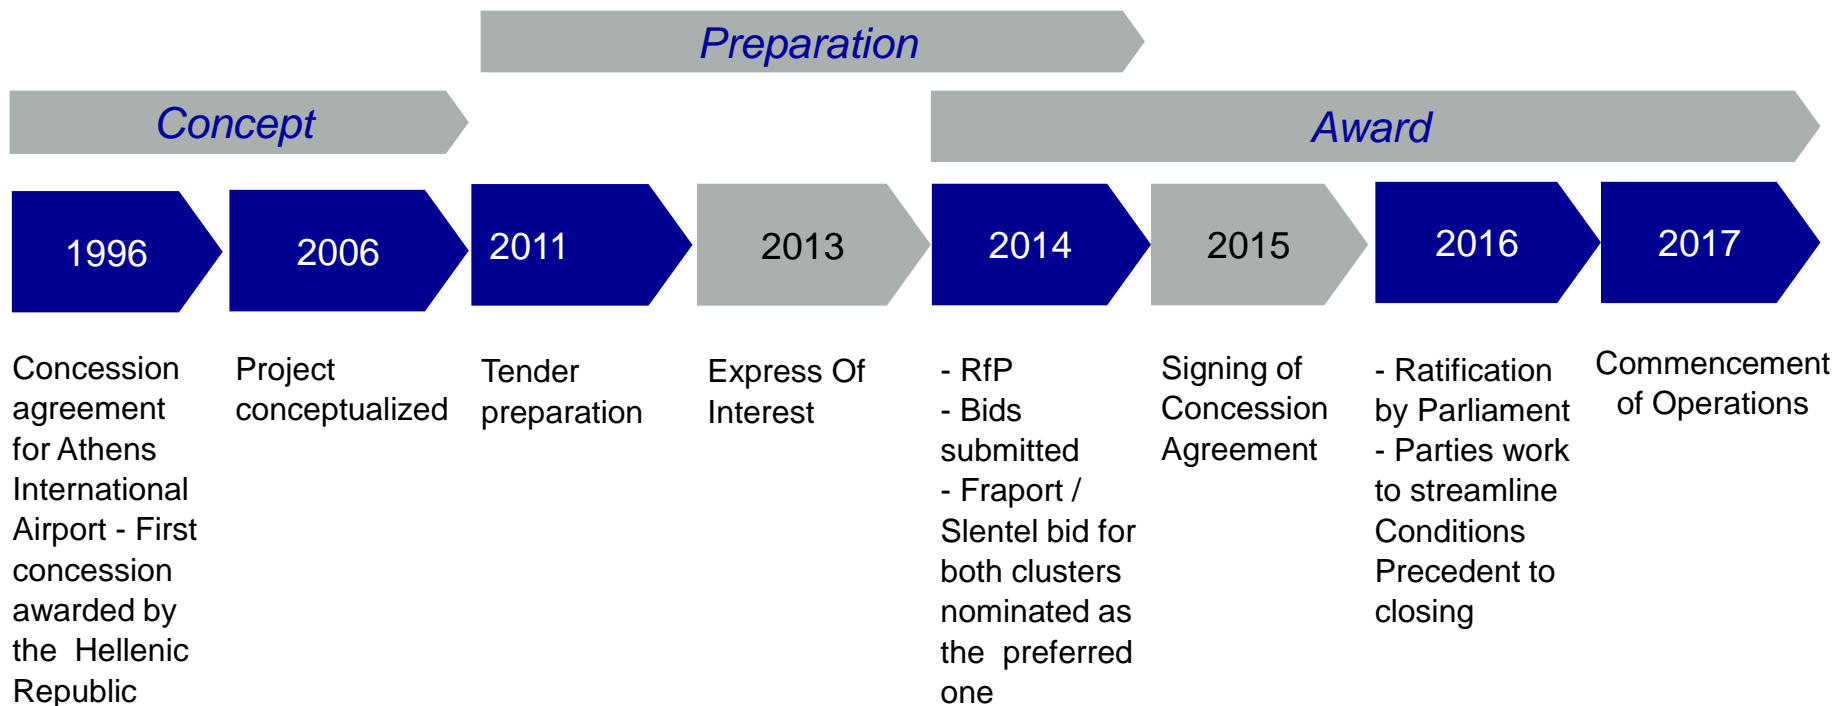 Preparation
Concept
Award
1996
2006
2011
2013
2014
2015
2016
2017
Concession
agreement
for Athens
International
Airport - First
concession
awarded by
the Hellenic
Republic
Project
conceptualized
Tender
preparation
Express Of
Interest
- RfP
- Bids
submitted
- Fraport /
Slentel bid for
both clusters
nominated as
the preferred
one
Signing of
Concession
Agreement
- Ratification
by Parliament
- Parties work
to streamline
Conditions
Precedent to
closing
Commencement
of Operations